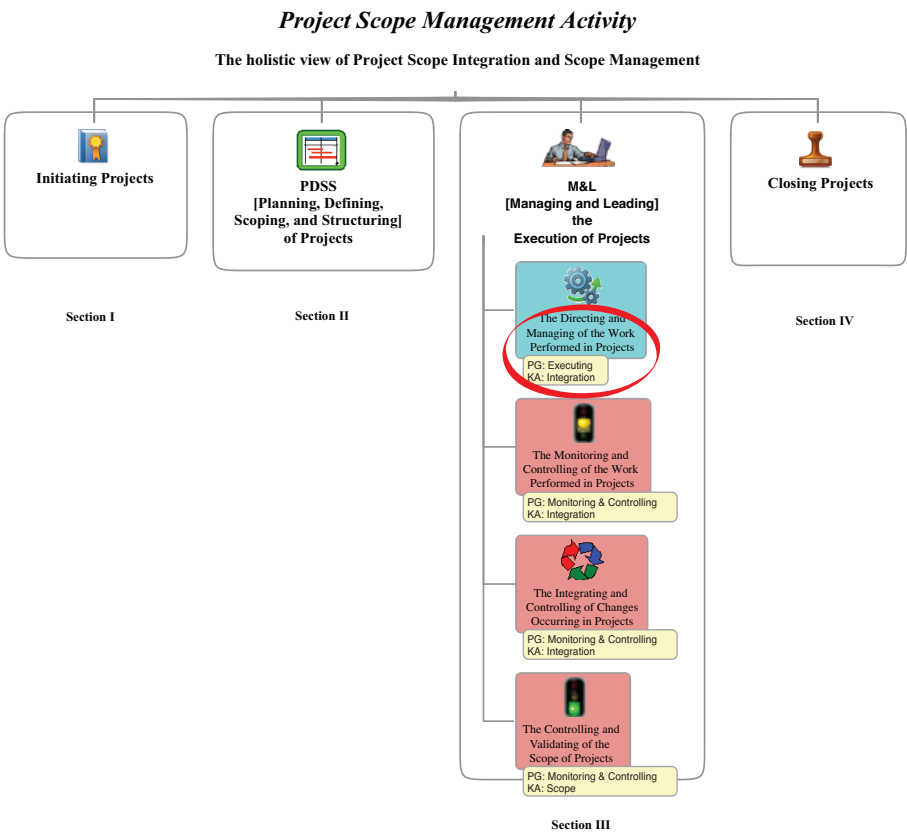 Project Scope Management Activity
The holistic view of Project Scope Integration and Scope Management
Initiating Projects
Section I
PDSS
[Planning, Defining,
Scoping, and Structuring]
of Projects
Section II
M&L
[Managing and Leading]
the
Execution of Projects
The Directing and
Managing of the Work
Performed in Projects
PG: Executing
KA: Integration
The Monitoring and
Controlling of the Work
Performed in Projects
PG: Monitoring & Controlling
KA: Integration
The Integrating and
Controlling of Changes
Occurring in Projects
PG: Monitoring & Controlling
KA: Integration
The Controlling and
Validating of the
Scope of Projects
PG: Monitoring & Controlling
KA: Scope
Section III
Closing Projects
Section IV